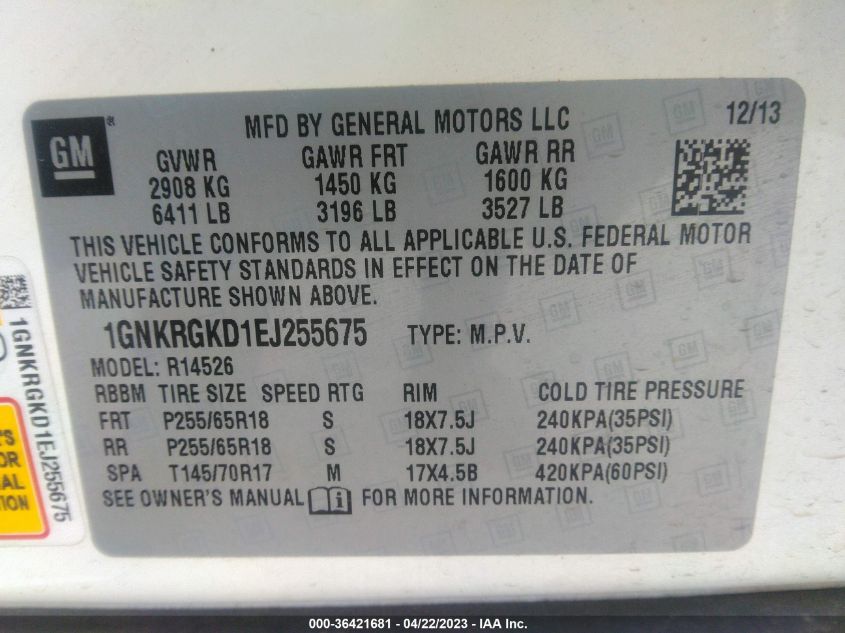 GM
MFD BY GENERAL MOTORS LLC
12/13
GVWR GAWR FRT GAWR RR
2908 KG 1450 KG 1600 KG
6411 LB 3196 LB 3527 LB
THIS VEHICLE CONFORMS TO ALL APPLICABLE U.S. FEDERAL MOTOR
VEHICLE SAFETY STANDARDS IN EFFECT ON THE DATE OF
MANUFACTURE SHOWN ABOVE.
1GNKRGKD1EJ255675 TYPE: M.P.V.
MODEL: R14526
RBBM TIRE SIZE SPEED RTG RIM COLD TIRE PRESSURE
FRT P255/65R18 S 18X7.5J 240KPA(35PSI)
RR P255/65R18 S 18X7.5J 240KPA(35PSI)
SPA T145/70R17 M 17X4.5B 420KPA(60PSI)
SEE OWNER'S MANUAL i FOR MORE INFORMATION.
1GNKRGKD1EJ255675
000-36421681 - 04/22/2023 - IAA Inc.